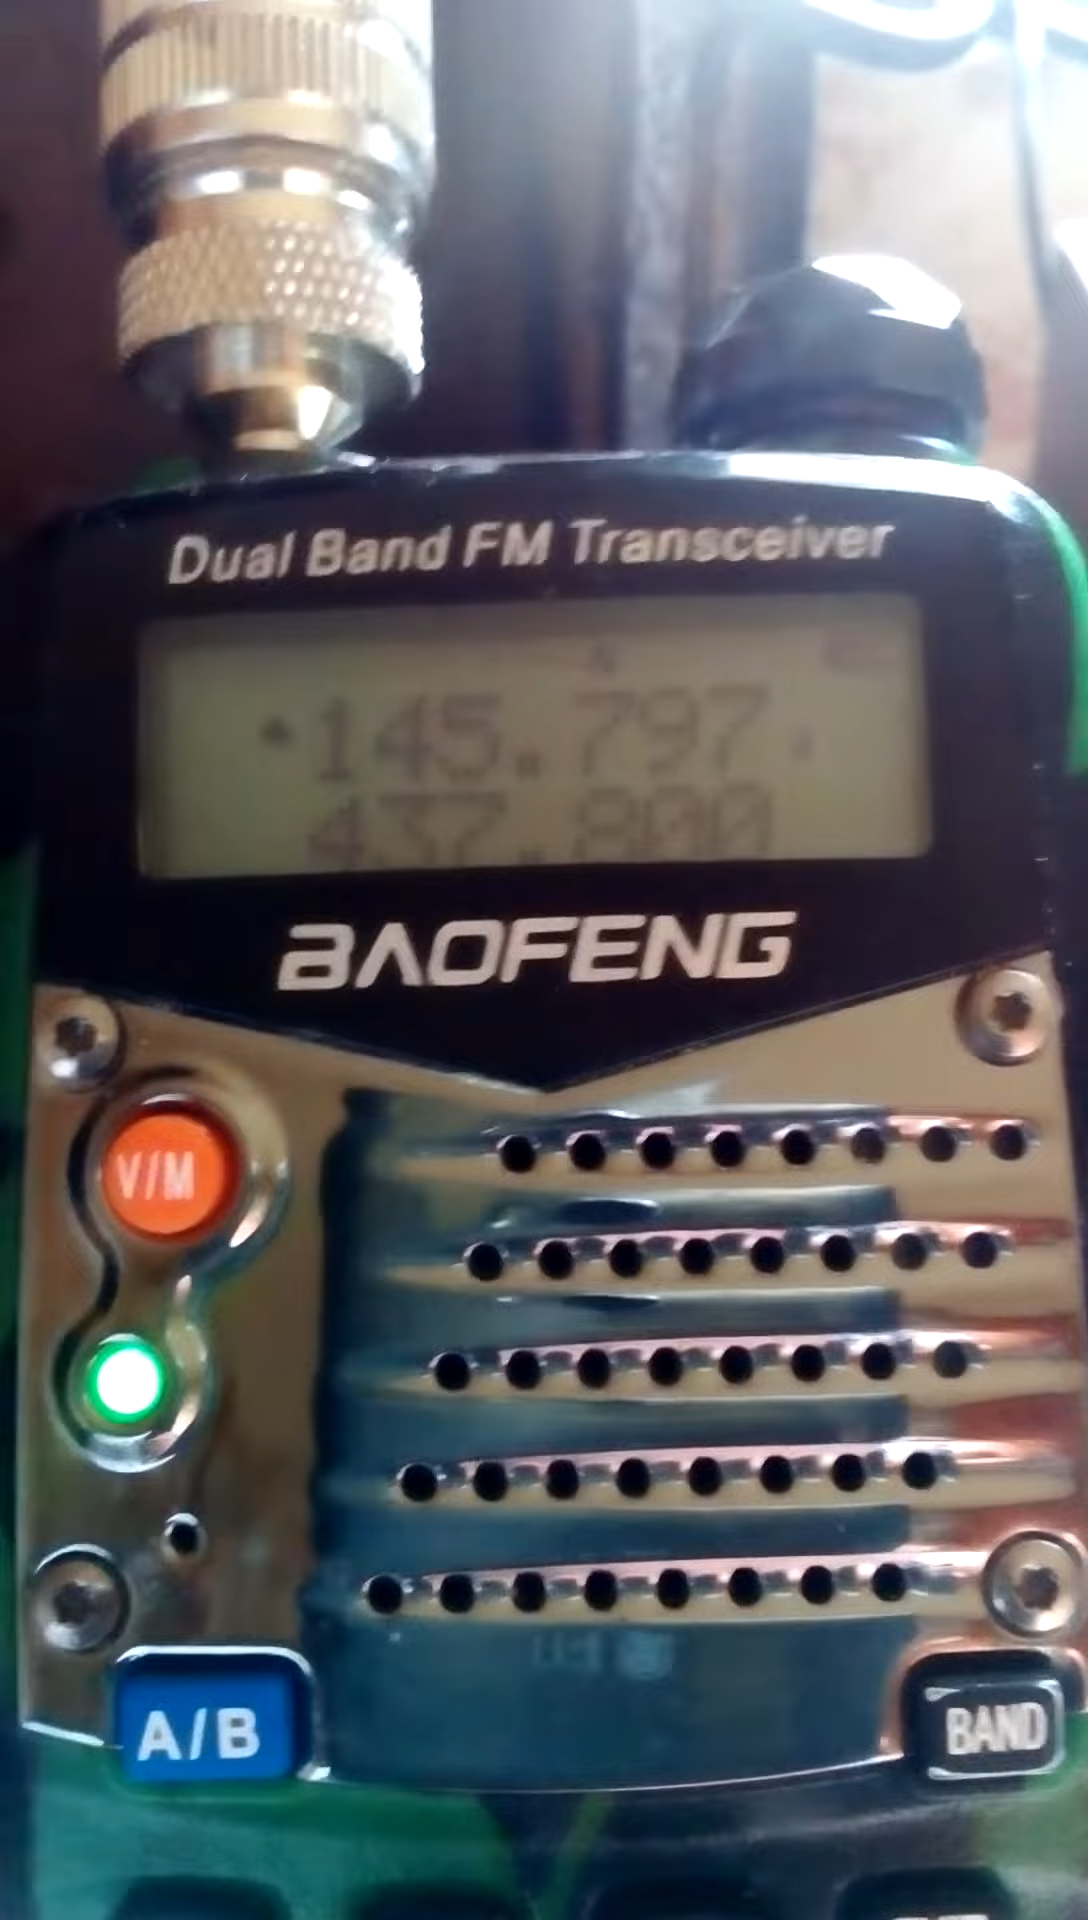 Dual Band FM Transceiver
145.797
437.800
BAOFENG
V/M
A/B
BAND